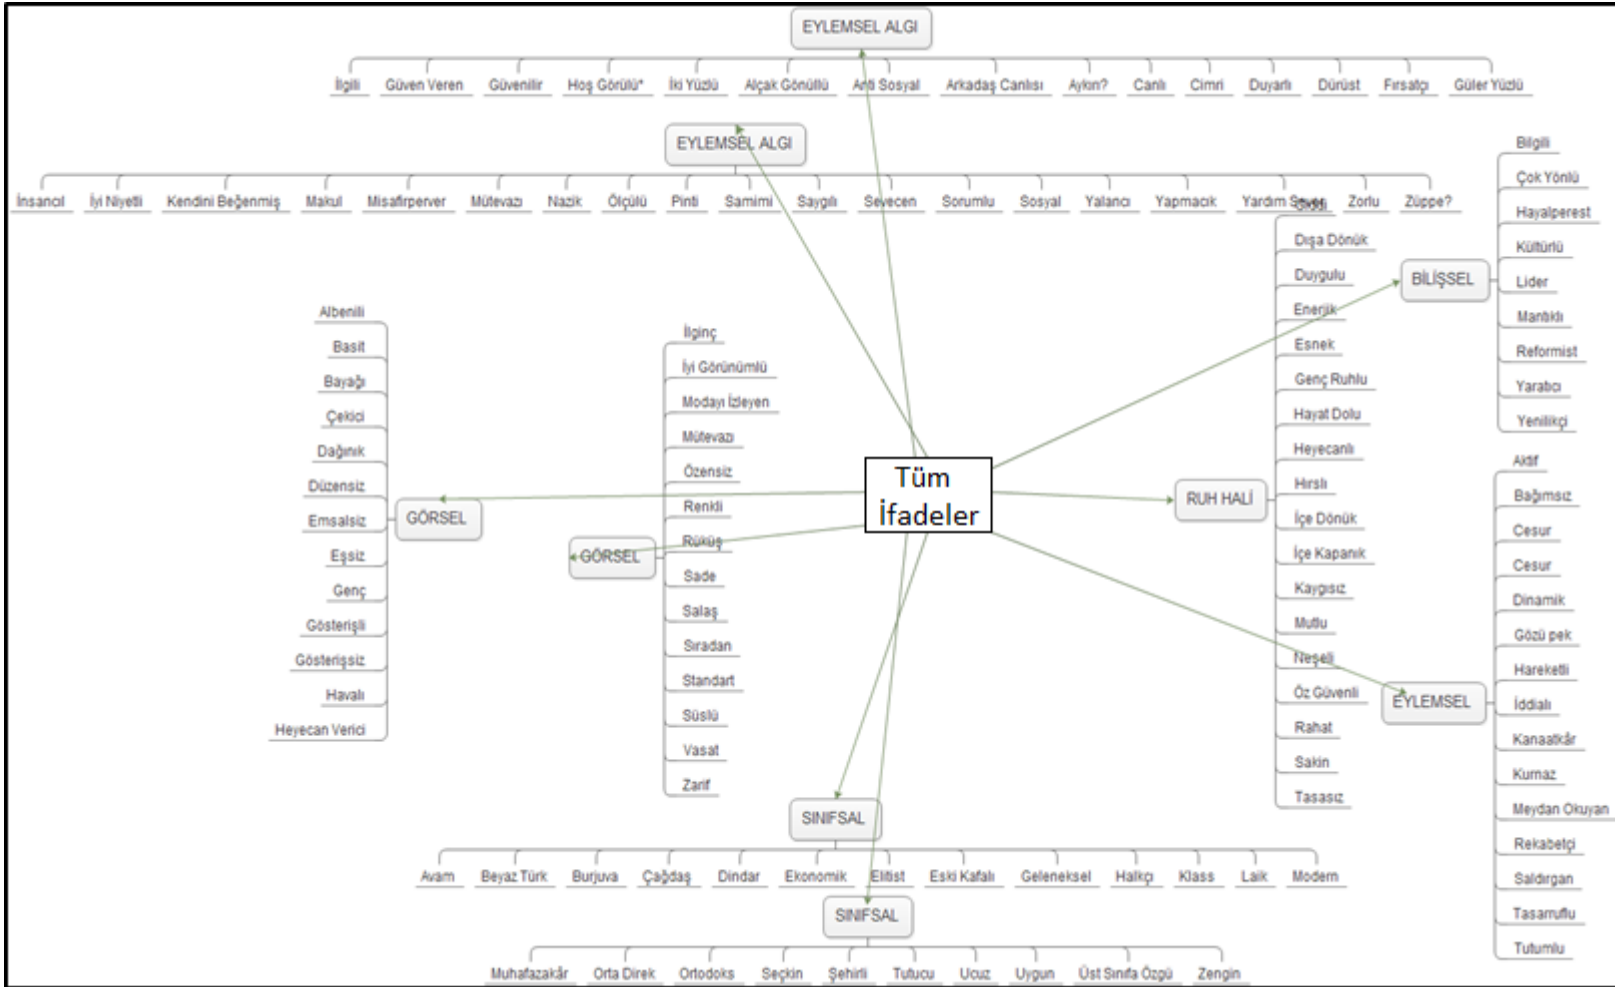 EYLEMSEL ALGI
İlgili Güven Veren Güvenilir Hoş Görülü* İki Yüzlü Alçak Gönüllü Anti Sosyal Arkadaş Canlısı Aykırı? Canlı Cimri Duyarlı Dürüst Fırsatçı Güler Yüzlü
EYLEMSEL ALGI
İnsancıl İyi Niyetli Kendini Beğenmiş Makul Misafirperver Mütevazı Nazik Ölçülü Pinti Samimi Saygılı Sevecen Sorumlu Sosyal Yalancı Yapmacık Yardım Sever Zorlu Züppe?
BİLİŞSEL
Bilgili
Çok Yönlü
Hayalperest
Kültürlü
Lider
Mantıklı
Reformist
Yaratıcı
Yenilikçi
Tüm
İfadeler
RUH HALİ
Dışa Dönük
Duygulu
Enerjik
Esnek
Genç Ruhlu
Hayat Dolu
Heyecanlı
Hırslı
İçe Dönük
İçe Kapanık
Kaygısız
Mutlu
Neşeli
Öz Güvenli
Rahat
Sakin
Tasasız
EYLEMSEL
Aktif
Bağımsız
Cesur
Cesur
Dinamik
Gözü pek
Hareketli
İddialı
Kanaatkâr
Kurnaz
Meydan Okuyan
Rekabetçi
Saldırgan
Tasarruflu
Tutumlu
GÖRSEL
Albenili
Basit
Bayağı
Çekici
Dağınık
Düzensiz
Emsalsiz
Eşsiz
Genç
Gösterişli
Gösterişsiz
Havalı
Heyecan Verici
GÖRSEL
İlginç
İyi Görünümlü
Modayı İzleyen
Mütevazı
Özensiz
Renkli
Rüküş
Sade
Salaş
Sıradan
Standart
Süslü
Vasat
Zarif
SINIFSAL
Avam Beyaz Türk Burjuva Çağdaş Dindar Ekonomik Elitist Eski Kafalı Geleneksel Halkçı Klass Laik Modern
SINIFSAL
Muhafazakâr Orta Direk Ortodoks Seçkin Şehirli Tutucu Ucuz Uygun Üst Sınıfa Özgü Zengin